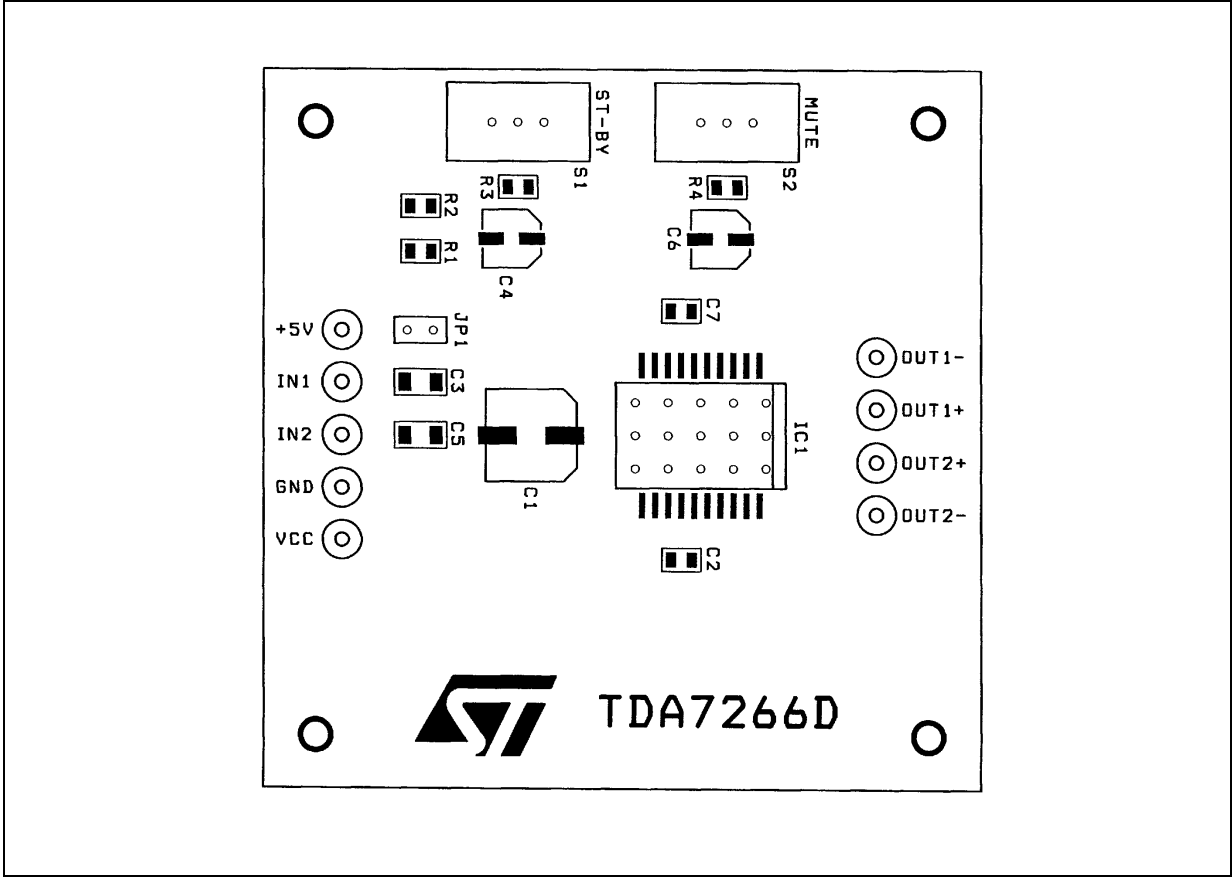 ST-BY
MUTE
S1
S2
R3
R4
R2
R1
C4
C6
C7
+5V
JP1
OUT1-
IN1
C3
OUT1+
IN2
C5
IC1
OUT2+
GND
C1
OUT2-
VCC
C2
ST
TDA7266D